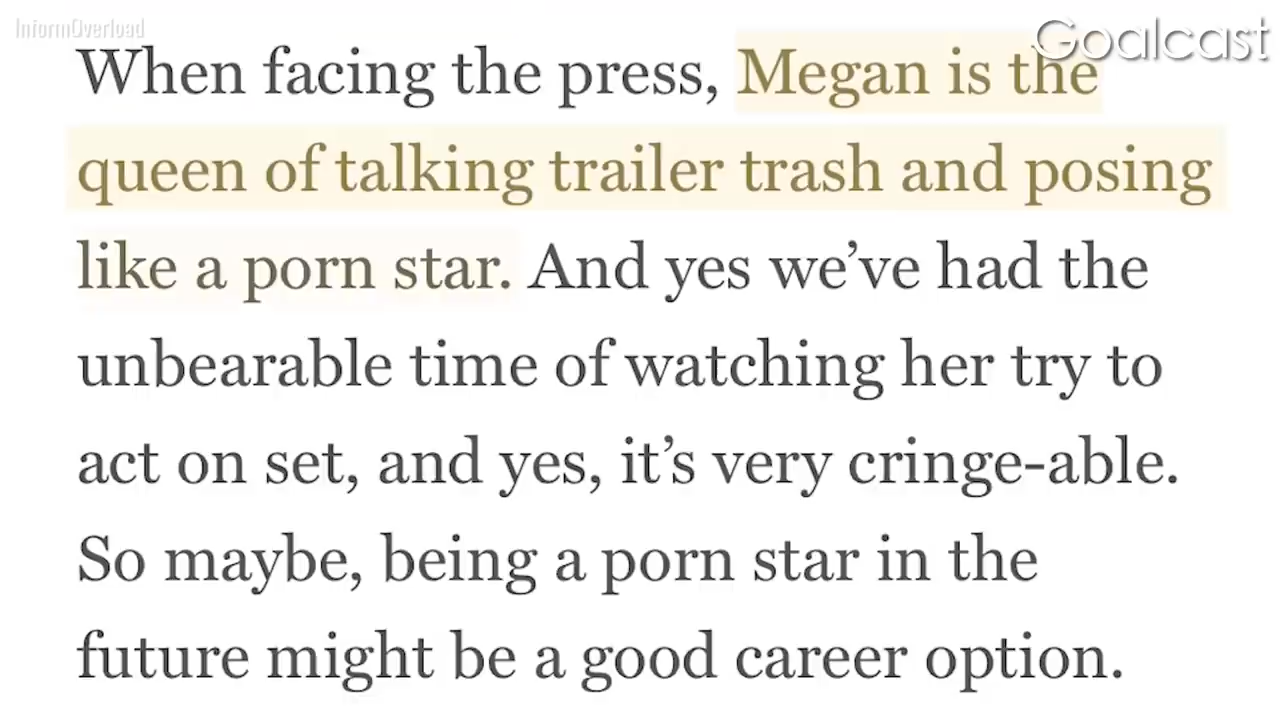 InformOverload
Goalcast
When facing the press, Megan is the
queen of talking trailer trash and posing
like a porn star. And yes we’ve had the
unbearable time of watching her try to
act on set, and yes, it’s very cringe-able.
So maybe, being a porn star in the
future might be a good career option.